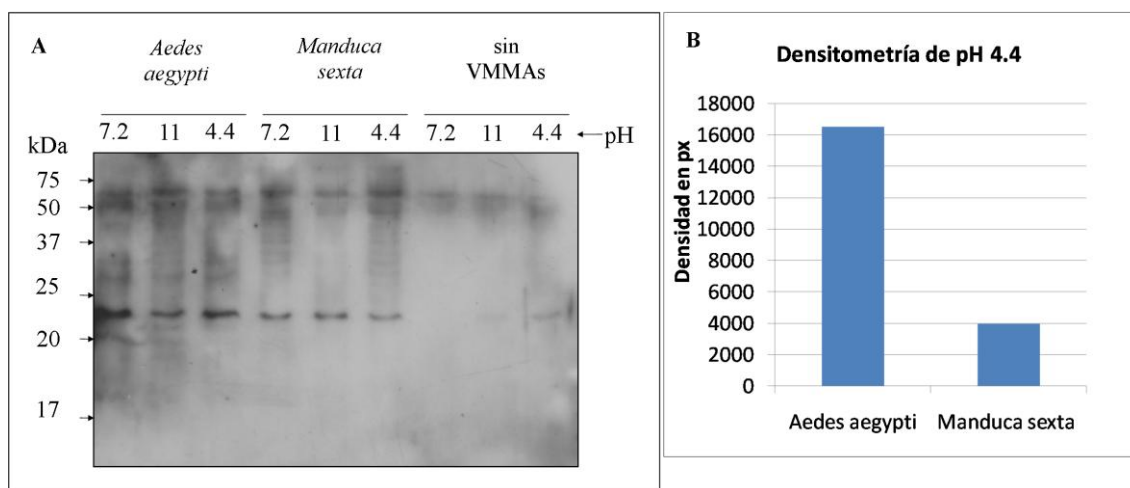 A
Aedes aegypti
Manduca sexta
sin VMMAs
7.2 11 4.4 7.2 11 4.4 7.2 11 4.4 ←pH
kDa
75
50
37
25
20
17
B
Densitometría de pH 4.4
Densidad en px
18000
16000
14000
12000
10000
8000
6000
4000
2000
0
Aedes aegypti Manduca sexta